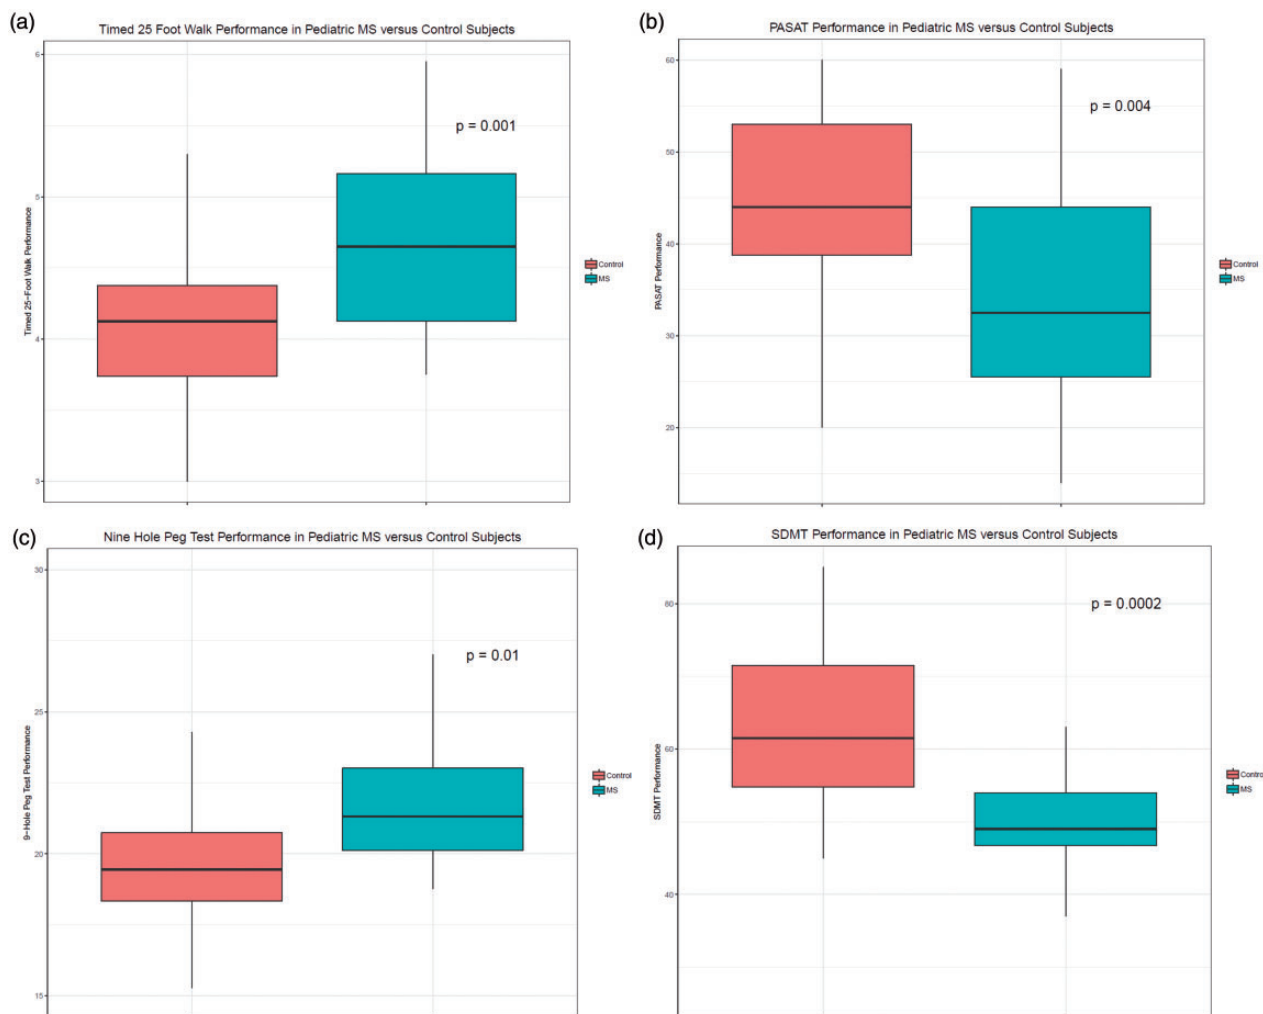 (a)
Timed 25 Foot Walk Performance in Pediatric MS versus Control Subjects
6
p = 0.001
5
Timed 25-Foot Walk Performance
Control
MS
4
3
(b)
PASAT Performance in Pediatric MS versus Control Subjects
60
p = 0.004
50
40
PASAT Performance
Control
MS
30
20
(c)
Nine Hole Peg Test Performance in Pediatric MS versus Control Subjects
30
p = 0.01
25
9-Hole Peg Test Performance
Control
MS
20
15
(d)
SDMT Performance in Pediatric MS versus Control Subjects
80
p = 0.0002
60
SDMT Performance
Control
MS
40